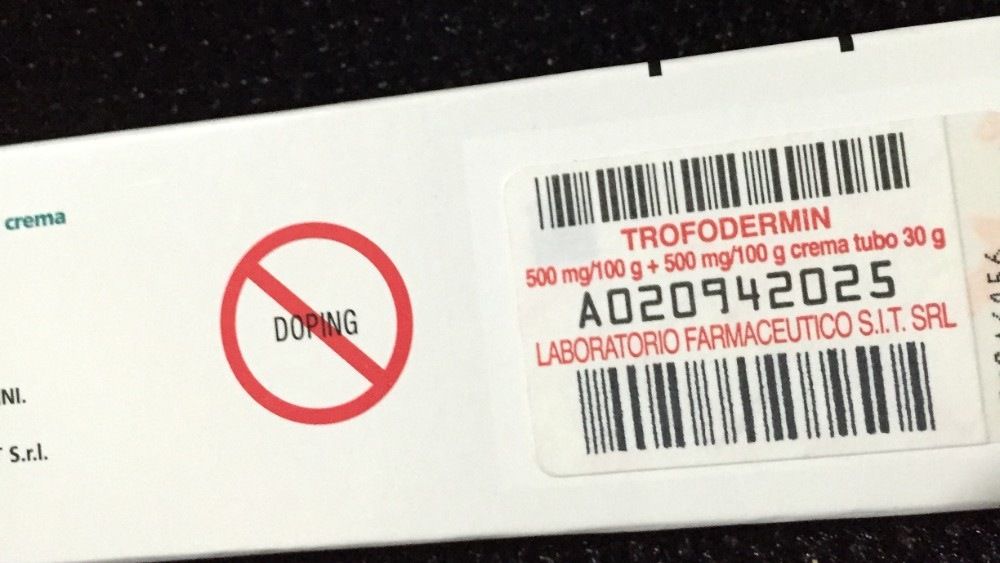 crema
NI.
S.r.l.
DOPING
TROFODERMIN
500 mg/100 g + 500 mg/100 g crema tubo 30 g
A020942025
LABORATORIO FARMACEUTICO S.I.T. SRL